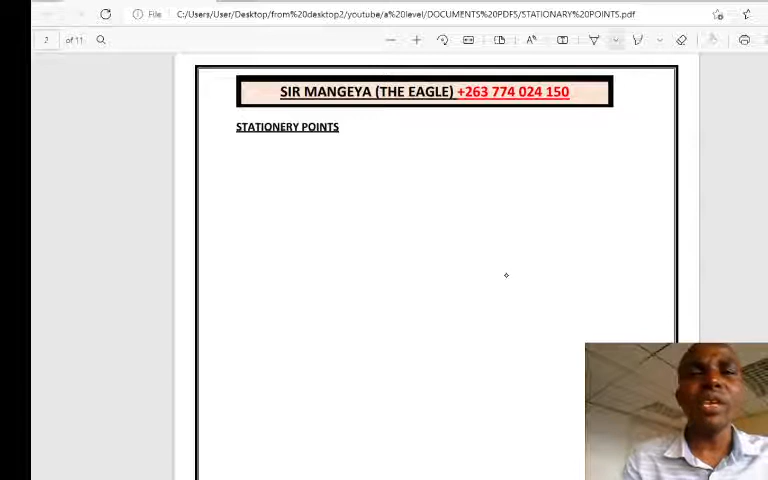 File C:/Users/User/Desktop/from%20desktop2/youtube/a%20level/DOCUMENTS%20PDFS/STATIONARY%20POINTS.pdf
2 of 11
SIR MANGEYA (THE EAGLE) +263 774 024 150
STATIONERY POINTS